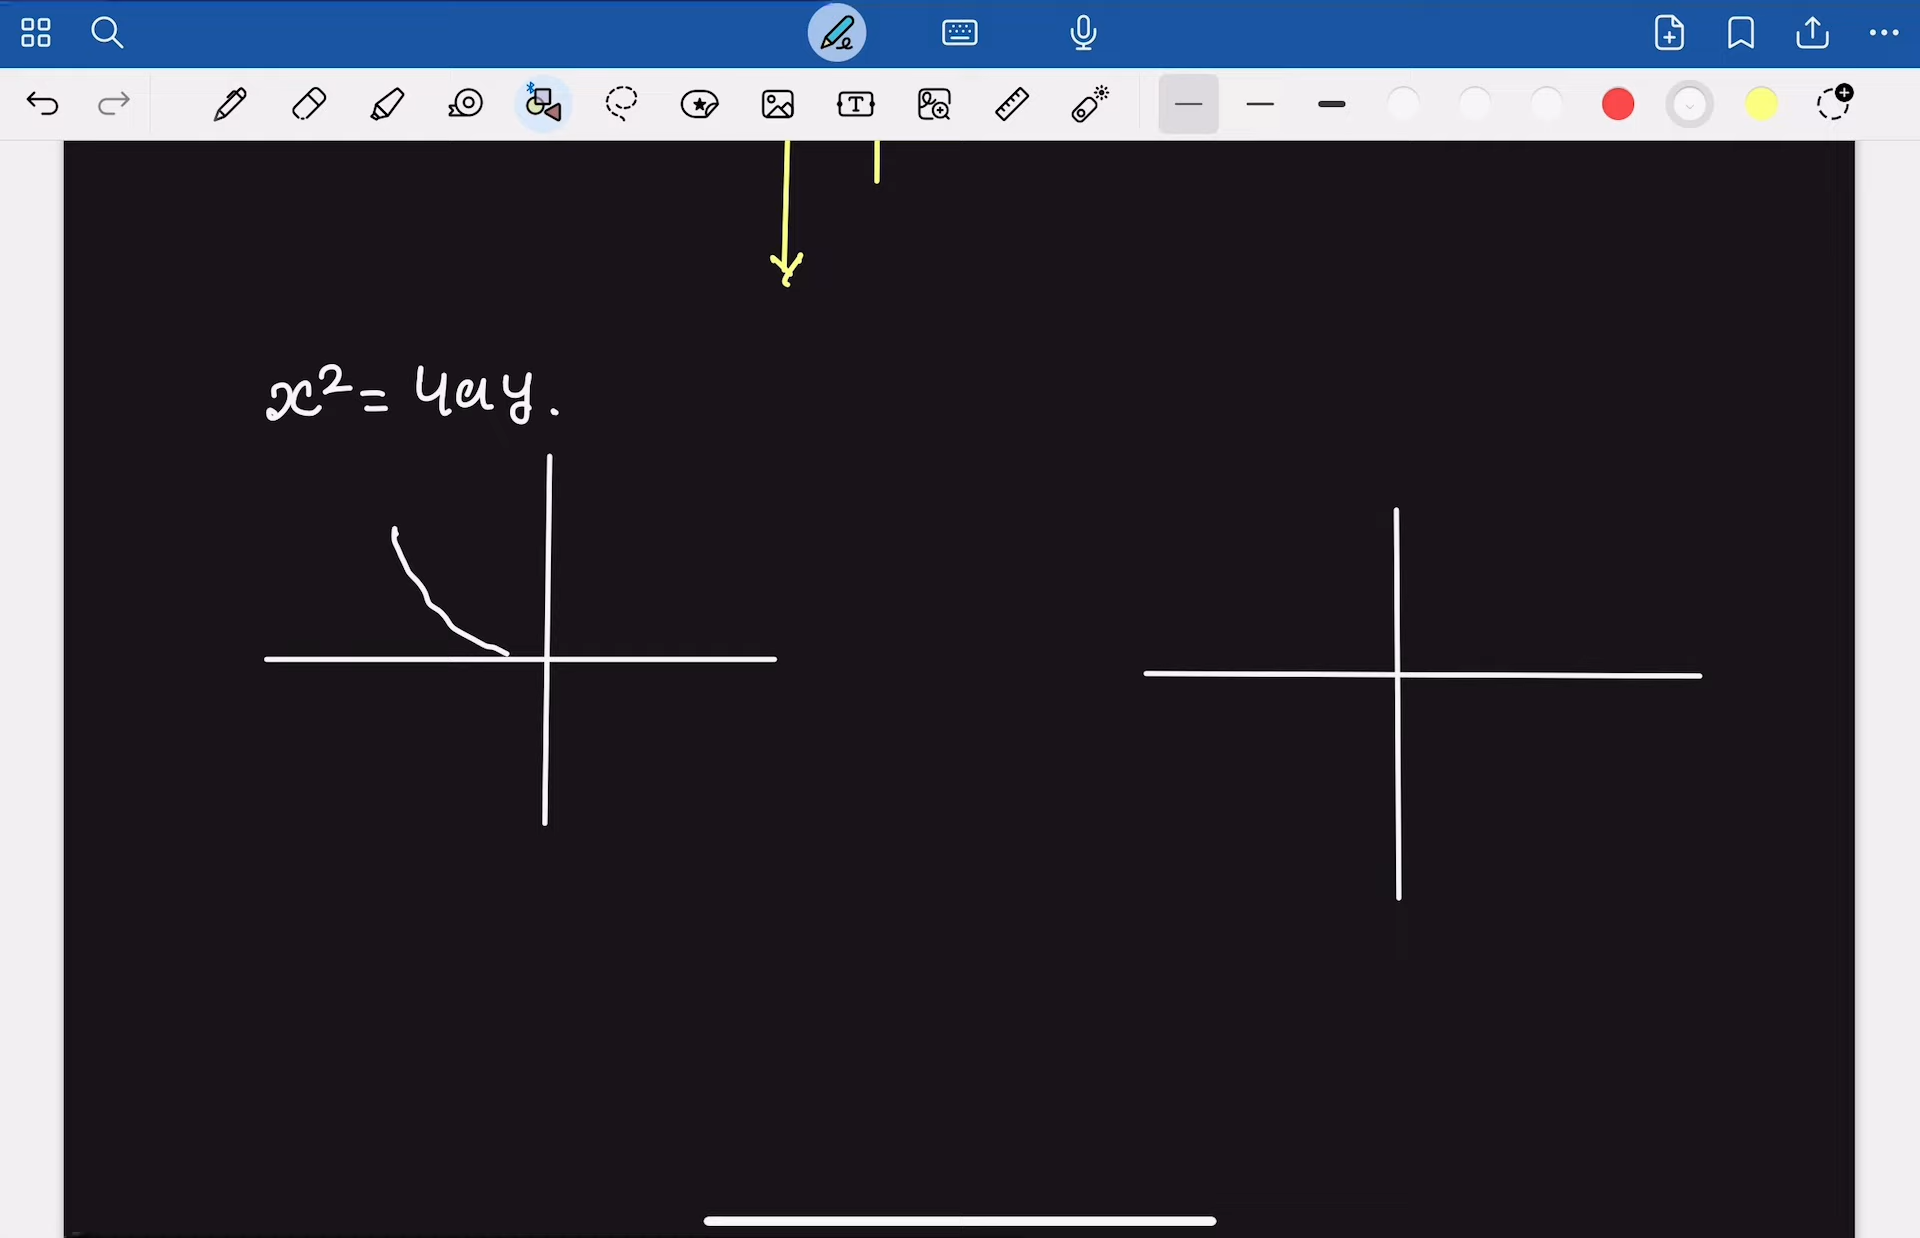 x² = 4ay.